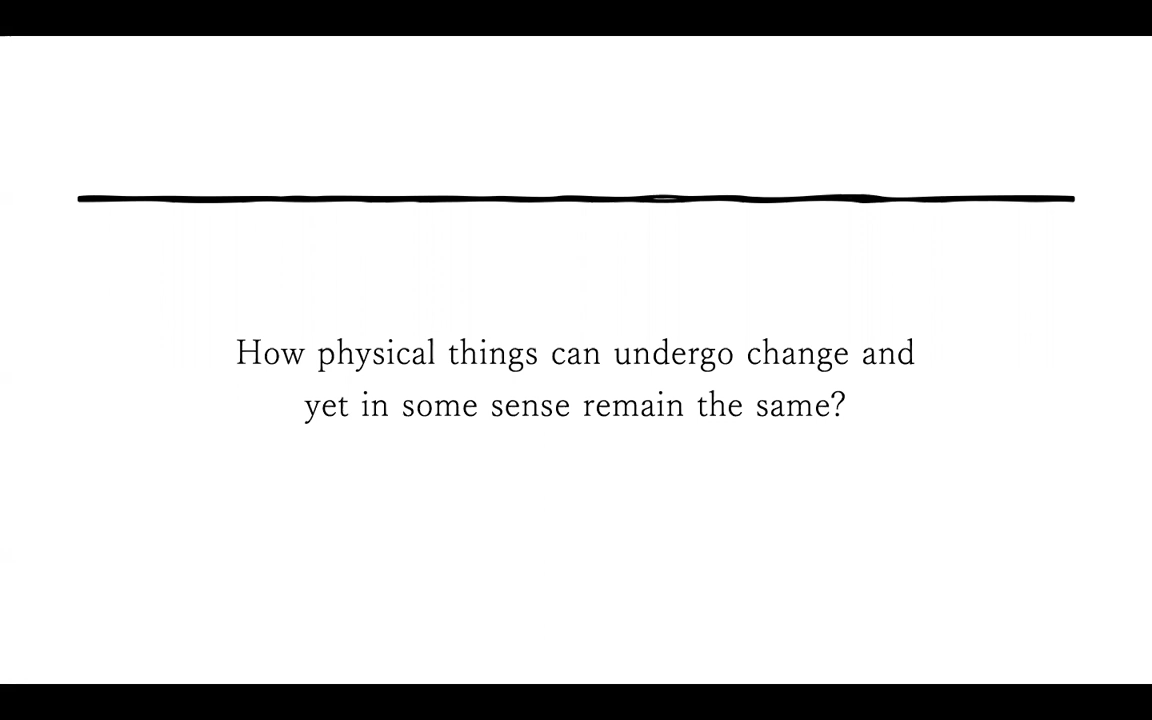 How physical things can undergo change and
yet in some sense remain the same?